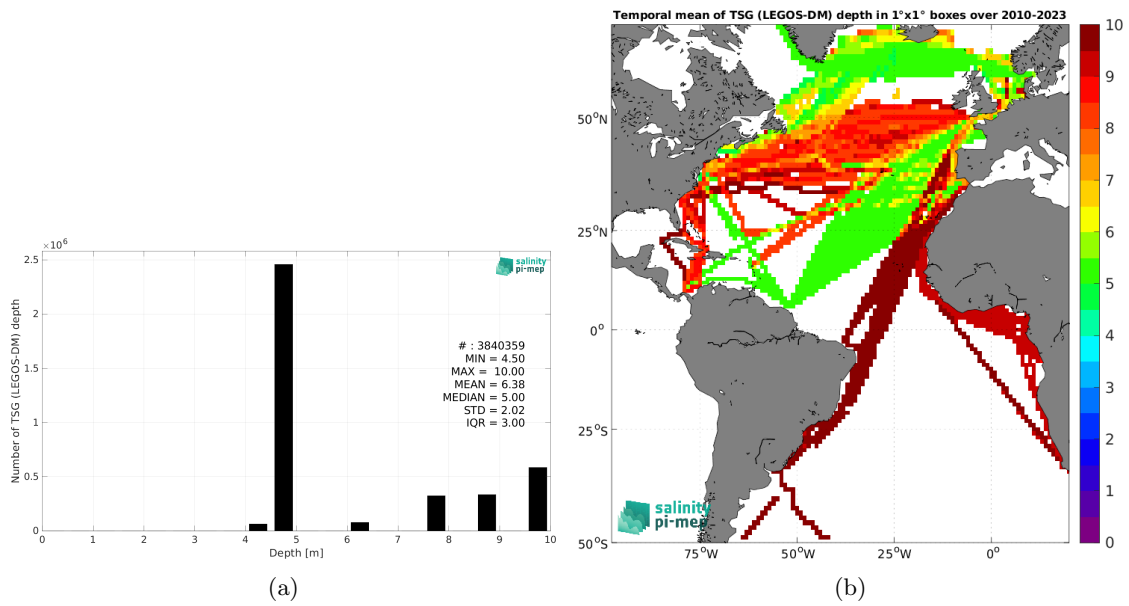 ×10⁶
2.5
2
1.5
1
0.5
0
Number of TSG (LEGOS-DM) depth
salinity
pi-mep
# : 3840359
MIN = 4.50
MAX = 10.00
MEAN = 6.38
MEDIAN = 5.00
STD = 2.02
IQR = 3.00
0 1 2 3 4 5 6 7 8 9 10
Depth [m]
(a)
Temporal mean of TSG (LEGOS-DM) depth in 1°x1° boxes over 2010-2023
50°N
25°N
0°
25°S
50°S
75°W 50°W 25°W 0°
salinity
pi-mep
10
9
8
7
6
5
4
3
2
1
0
(b)